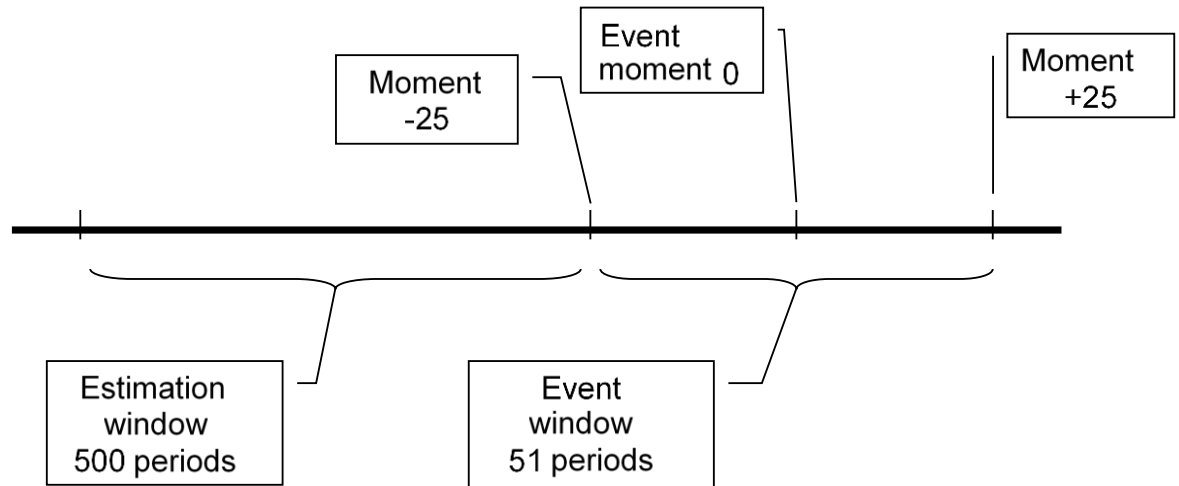 Event
moment 0
Moment
-25
Moment
+25
Estimation
window
500 periods
Event
window
51 periods